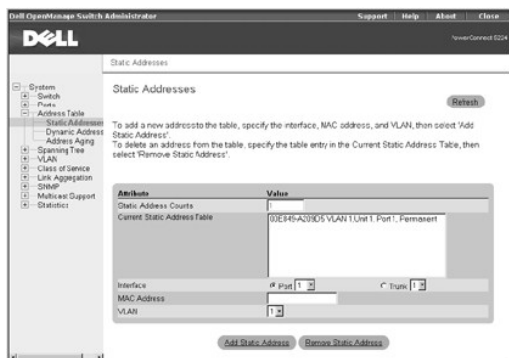 Dell OpenManage Switch Administrator
Support Help About Close
DELL
PowerConnect 5224
Static Addresses
System
Switch
Ports
Address Table
Static Addresses
Dynamic Address
Address Aging
Spanning Tree
VLAN
Class of Service
Link Aggregation
SNMP
Multicast Support
Statistics
Static Addresses
Refresh
To add a new address to the table, specify the interface, MAC address, and VLAN, then select 'Add
Static Address'.
To delete an address from the table, specify the table entry in the Current Static Address Table, then
select 'Remove Static Address'.
Attribute Value
Static Address Counts 1
Current Static Address Table 00E849-A209D5 VLAN 1,Unit 1, Port 1, Permanent
Interface Port 1 Trunk 1
MAC Address
VLAN 1
Add Static Address Remove Static Address